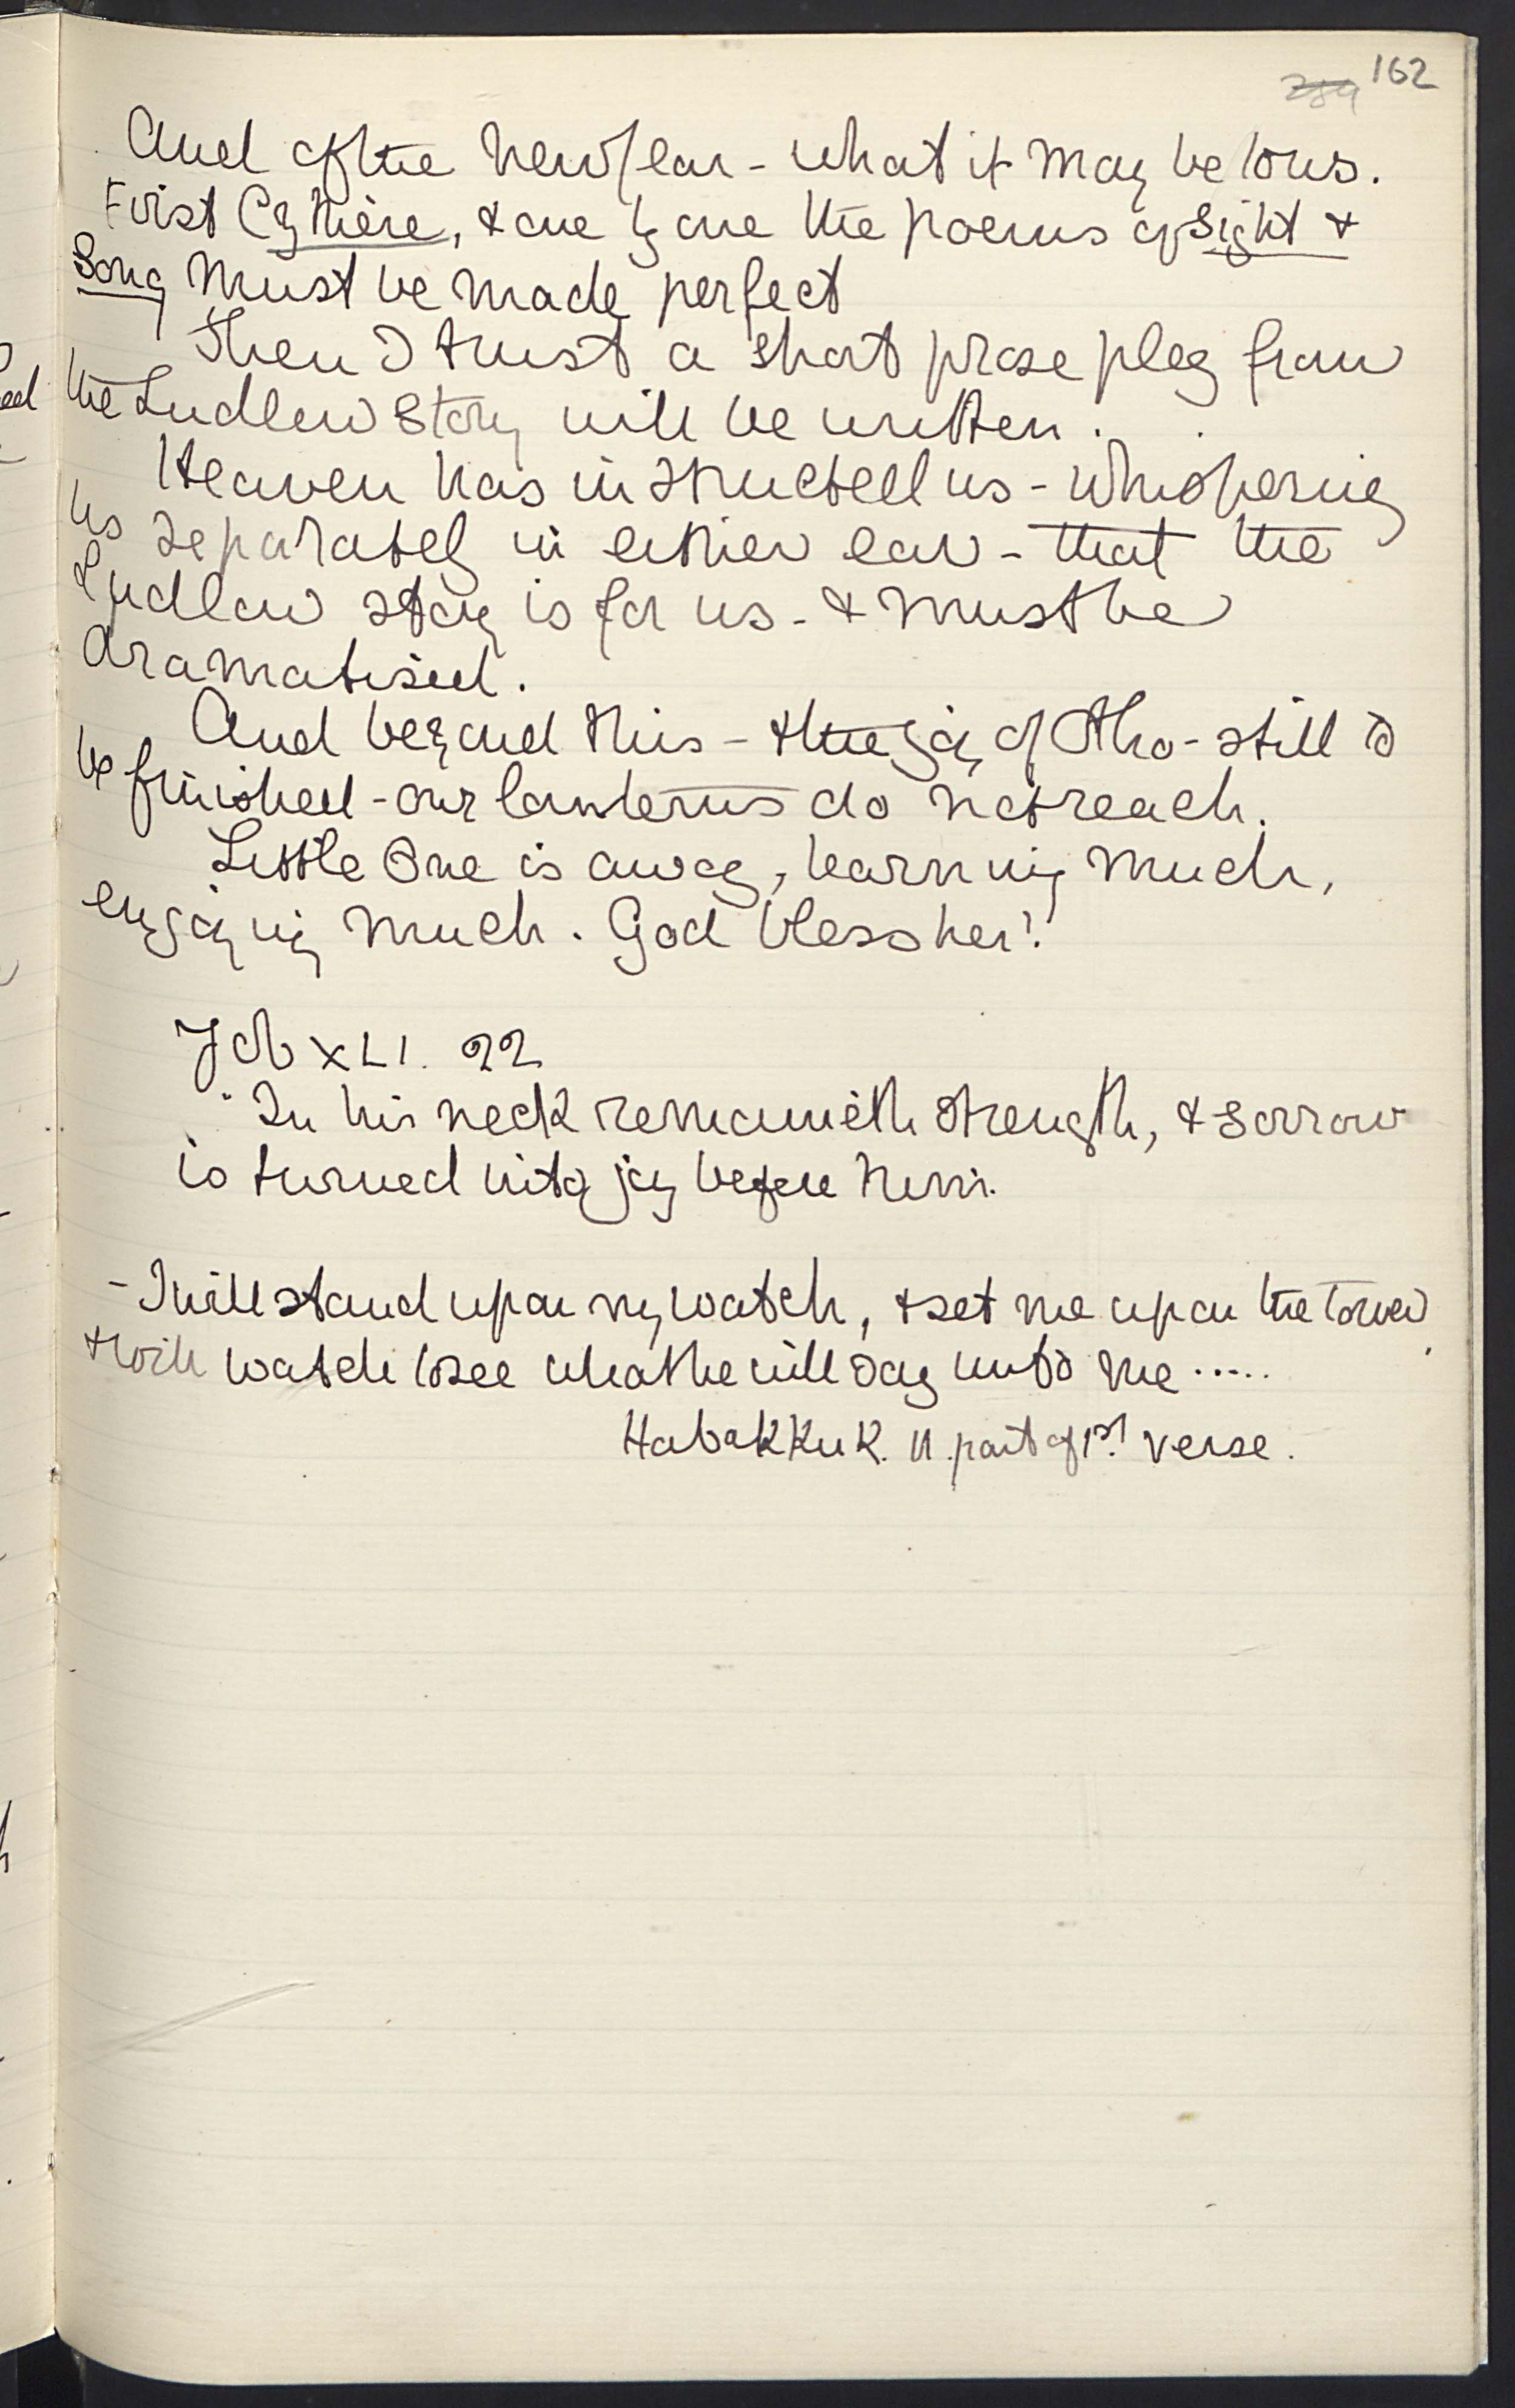 162
And of the New Year - what it may be to us.
First Cythère, & one by one the poems of Sight &
Song must be made perfect
Then I trust a short prose play from
the Ludlow Story will be written.
Heaven has instructed us - whispering
us separately in either ear - that the
Ludlow story is for us - & must be
dramatised.
And beyond this - & the joy of Otho - still to
be finished - our lanterns do not reach.
Little One is away, learning much,
enjoying much. God bless her!
Job XLI. 22
In his neck remaineth strength, & sorrow
is turned into joy before him.
- I will stand upon my watch, & set me upon the tower,
& will watch to see what he will say unto me .....
Habakkuk. II. part of 1st verse.